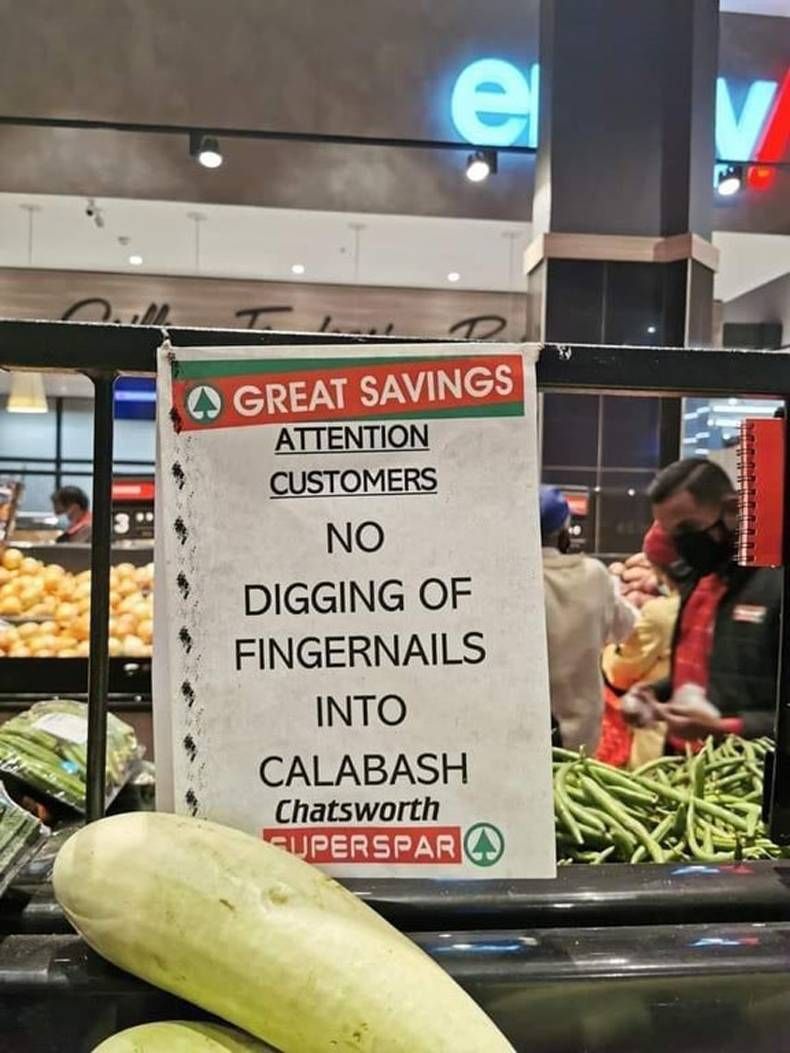 GREAT SAVINGS
ATTENTION
CUSTOMERS
NO
DIGGING OF
FINGERNAILS
INTO
CALABASH
Chatsworth
SUPERSPAR